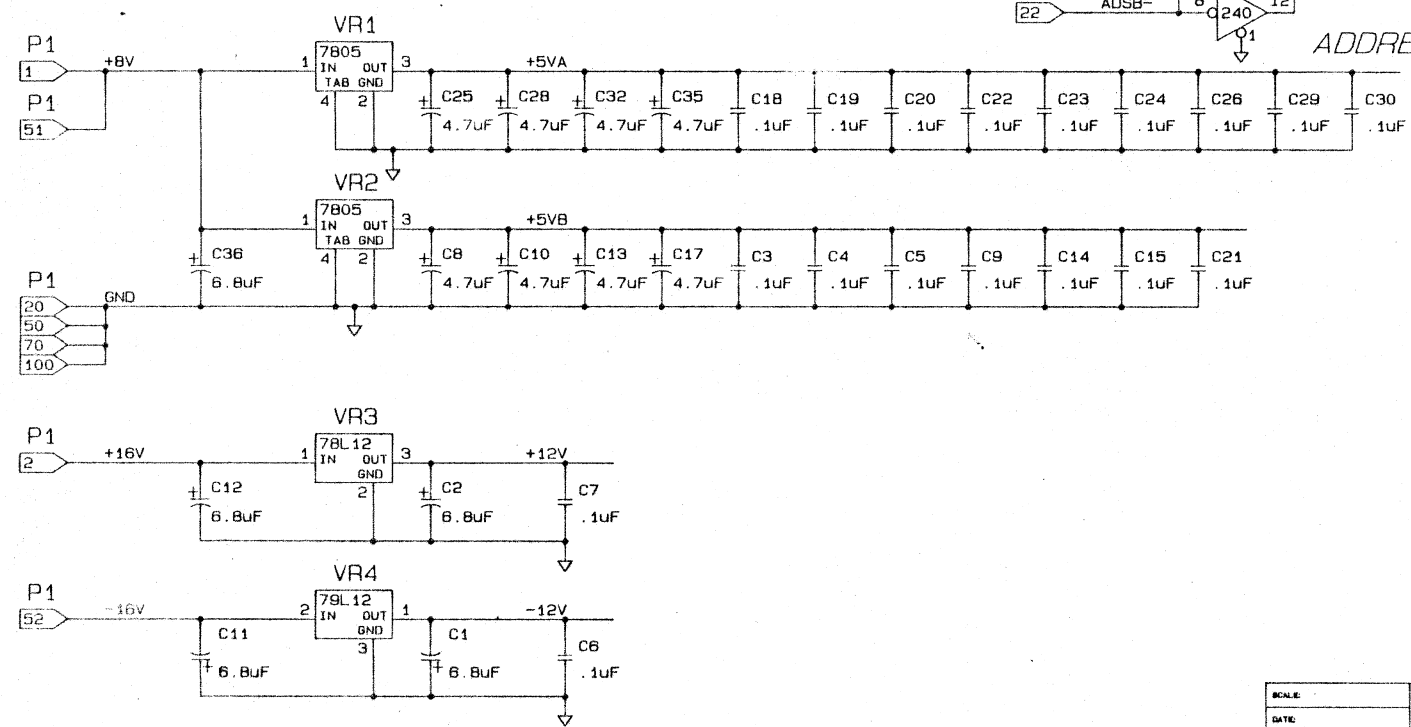 22 ADSB- 8 240 12
1
ADDRE
P1 VR1
1 +8V 1 7805 IN OUT TAB GND 3 +5VA
4 2
P1
51
C25 C28 C32 C35 C18 C19 C20 C22 C23 C24 C26 C29 C30
4.7uF 4.7uF 4.7uF 4.7uF .1uF .1uF .1uF .1uF .1uF .1uF .1uF .1uF .1uF
VR2
1 7805 IN OUT TAB GND 3 +5VB
4 2
C36 C8 C10 C13 C17 C3 C4 C5 C9 C14 C15 C21
6.8uF 4.7uF 4.7uF 4.7uF 4.7uF .1uF .1uF .1uF .1uF .1uF .1uF .1uF
P1
20 GND
50
70
100
VR3
P1
2 +16V 1 78L12 IN OUT GND 3 +12V
2
C12 C2 C7
6.8uF 6.8uF .1uF
VR4
P1
52 -16V 2 79L12 IN OUT GND 1 -12V
3
C11 C1 C6
6.8uF 6.8uF .1uF
SCALE:
DATE: